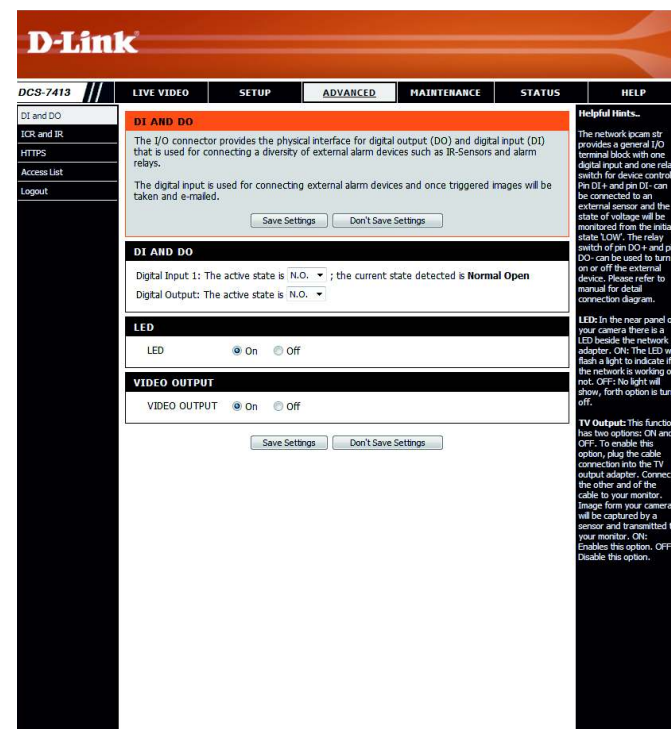 D-Link
DCS-7413
LIVE VIDEO
SETUP
ADVANCED
MAINTENANCE
STATUS
HELP
DI and DO
ICR and IR
HTTPS
Access List
Logout
DI AND DO
The I/O connector provides the physical interface for digital output (DO) and digital input (DI)
that is used for connecting a diversity of external alarm devices such as IR-Sensors and alarm
relays.
The digital input is used for connecting external alarm devices and once triggered images will be
taken and e-mailed.
Save Settings
Don't Save Settings
DI AND DO
Digital Input 1: The active state is N.O. ; the current state detected is Normal Open
Digital Output: The active state is N.O.
LED
LED On Off
VIDEO OUTPUT
VIDEO OUTPUT On Off
Save Settings
Don't Save Settings
Helpful Hints..
The network ipcam str
provides a general I/O
terminal block with one
digital input and one rela
switch for device control
Pin DI+ and pin DI- can
be connected to an
external sensor and the
state of voltage will be
monitored from the initia
state 'LOW'. The relay
switch of pin DO+ and p
DO- can be used to turn
on or off the external
device. Please refer to
manual for detail
connection diagram.
LED: In the near panel o
your camera there is a
LED beside the network
adapter. ON: The LED w
flash a light to indicate if
the network is working o
not. OFF: No light will
show, forth option is turn
off.
TV Output: This functio
has two options: ON and
OFF. To enable this
option, plug the cable
connection into the TV
output adapter. Connec
the other and of the
cable to your monitor.
Image form your camera
will be captured by a
sensor and transmitted t
your monitor. ON:
Enables this option. OFF
Disable this option.